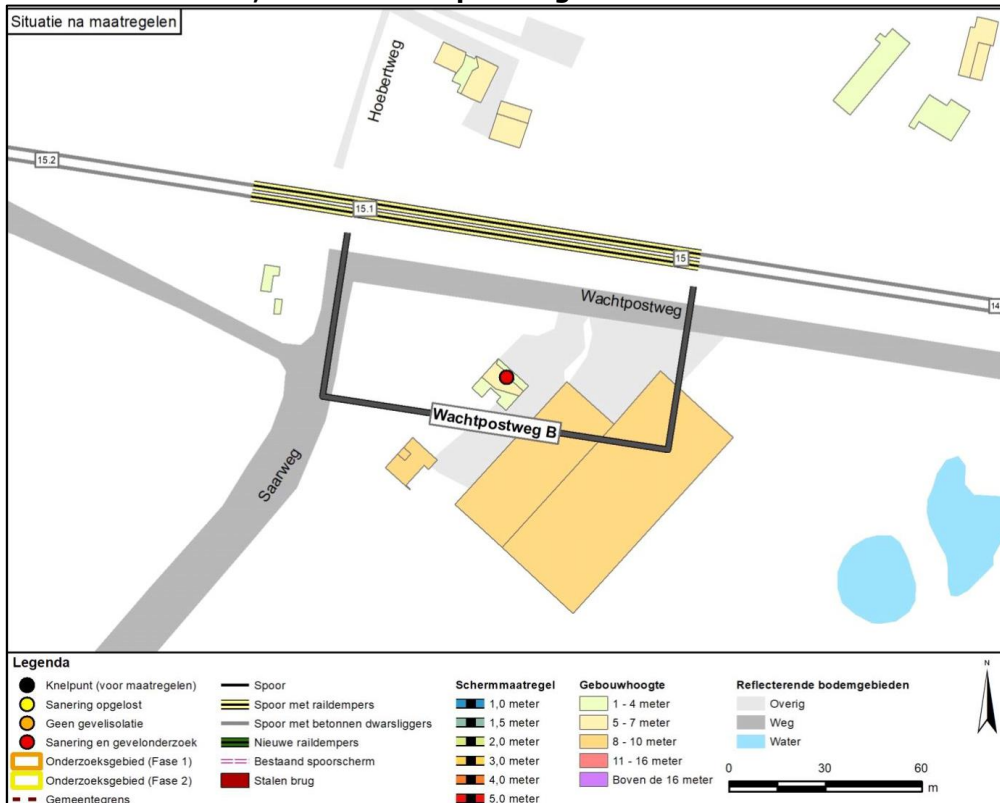 Situatie na maatregelen
Hoebertweg
15.2
15.1
15
14
Wachtpostweg
Wachtpostweg B
Saarweg
Legenda
Knelpunt (voor maatregelen)
Sanering opgelost
Geen gevelisolatie
Sanering en gevelonderzoek
Onderzoeksgebied (Fase 1)
Onderzoeksgebied (Fase 2)
Gemeentegrens
Spoor
Spoor met raildempers
Spoor met betonnen dwarsliggers
Nieuwe raildempers
Bestaand spoorscherm
Stalen brug
Schermmaatregel
1,0 meter
1,5 meter
2,0 meter
3,0 meter
4,0 meter
5,0 meter
Gebouwhoogte
1 - 4 meter
5 - 7 meter
8 - 10 meter
11 - 16 meter
Boven de 16 meter
Reflecterende bodemgebieden
Overig
Weg
Water
N
0 30 60
m